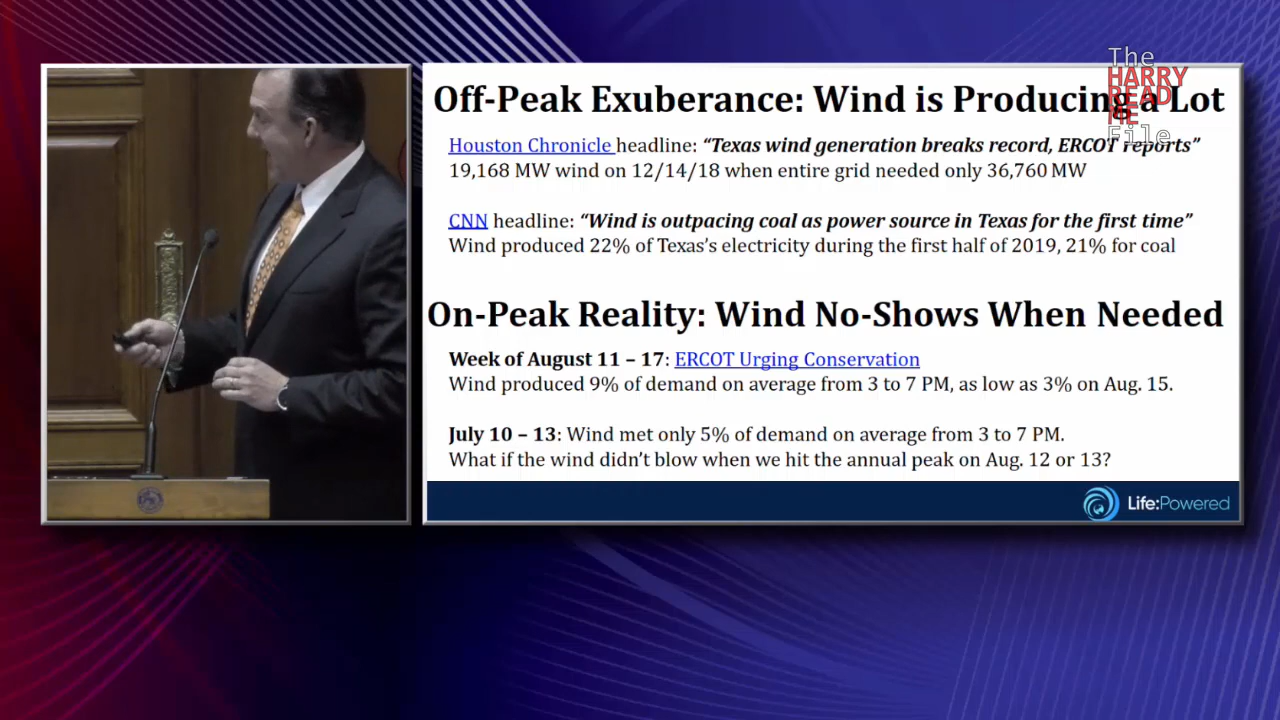 The
HARRY
READ
ME
File
Off-Peak Exuberance: Wind is Producing a Lot
Houston Chronicle headline: “Texas wind generation breaks record, ERCOT reports”
19,168 MW wind on 12/14/18 when entire grid needed only 36,760 MW
CNN headline: “Wind is outpacing coal as power source in Texas for the first time”
Wind produced 22% of Texas’s electricity during the first half of 2019, 21% for coal
On-Peak Reality: Wind No-Shows When Needed
Week of August 11 – 17: ERCOT Urging Conservation
Wind produced 9% of demand on average from 3 to 7 PM, as low as 3% on Aug. 15.
July 10 – 13: Wind met only 5% of demand on average from 3 to 7 PM.
What if the wind didn’t blow when we hit the annual peak on Aug. 12 or 13?
Life:Powered